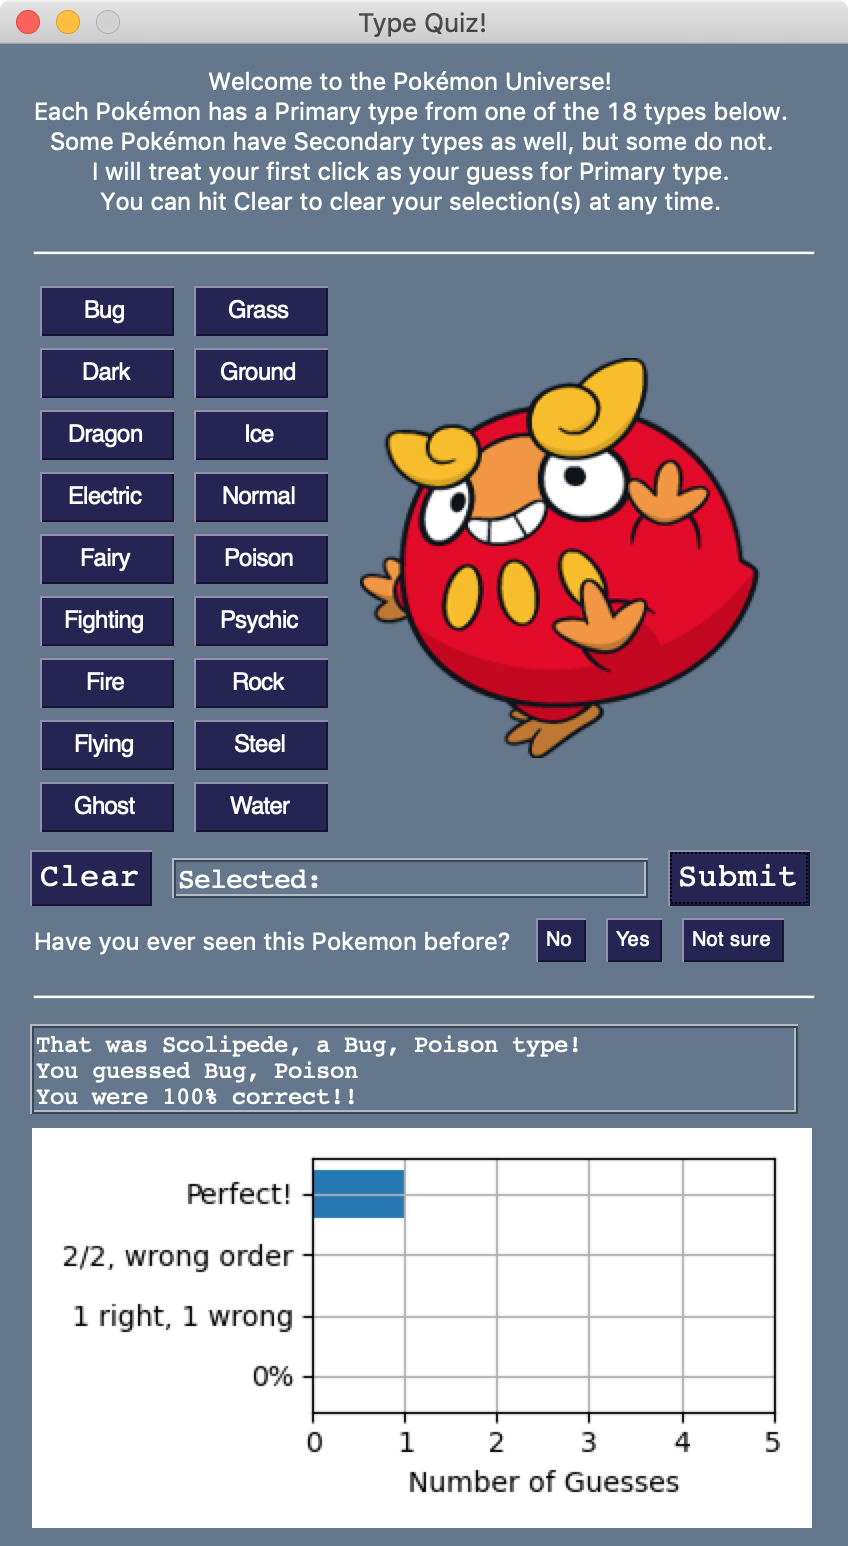 Type Quiz!
Welcome to the Pokémon Universe!
Each Pokémon has a Primary type from one of the 18 types below.
Some Pokémon have Secondary types as well, but some do not.
I will treat your first click as your guess for Primary type.
You can hit Clear to clear your selection(s) at any time.
Bug Grass
Dark Ground
Dragon Ice
Electric Normal
Fairy Poison
Fighting Psychic
Fire Rock
Flying Steel
Ghost Water
Clear Selected: Submit
Have you ever seen this Pokemon before? No Yes Not sure
That was Scolipede, a Bug, Poison type!
You guessed Bug, Poison
You were 100% correct!!
Perfect!
2/2, wrong order
1 right, 1 wrong
0%
0 1 2 3 4 5
Number of Guesses